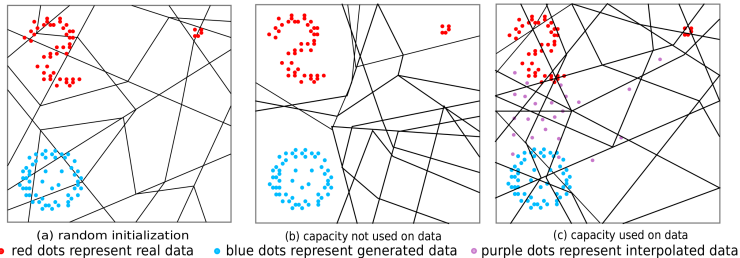 (a) random initialization
(b) capacity not used on data
(c) capacity used on data
red dots represent real data
blue dots represent generated data
purple dots represent interpolated data